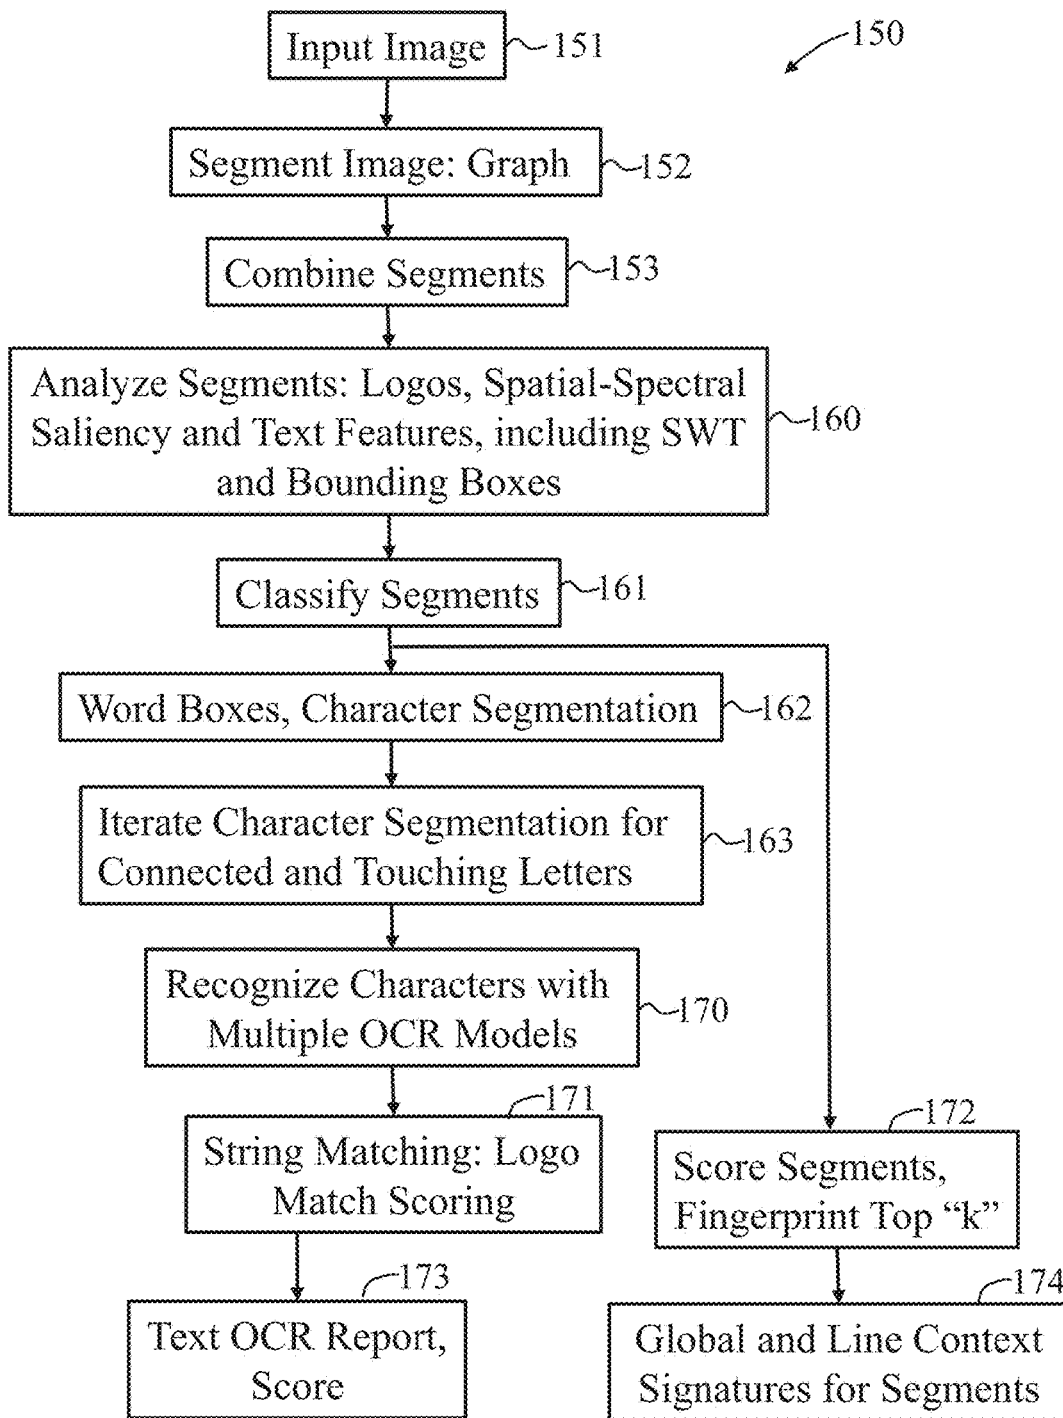 Input Image
151
150
Segment Image: Graph
152
Combine Segments
153
Analyze Segments: Logos, Spatial-Spectral
Saliency and Text Features, including SWT
and Bounding Boxes
160
Classify Segments
161
Word Boxes, Character Segmentation
162
Iterate Character Segmentation for
Connected and Touching Letters
163
Recognize Characters with
Multiple OCR Models
170
171
String Matching: Logo
Match Scoring
172
Score Segments,
Fingerprint Top “k”
173
Text OCR Report,
Score
174
Global and Line Context
Signatures for Segments